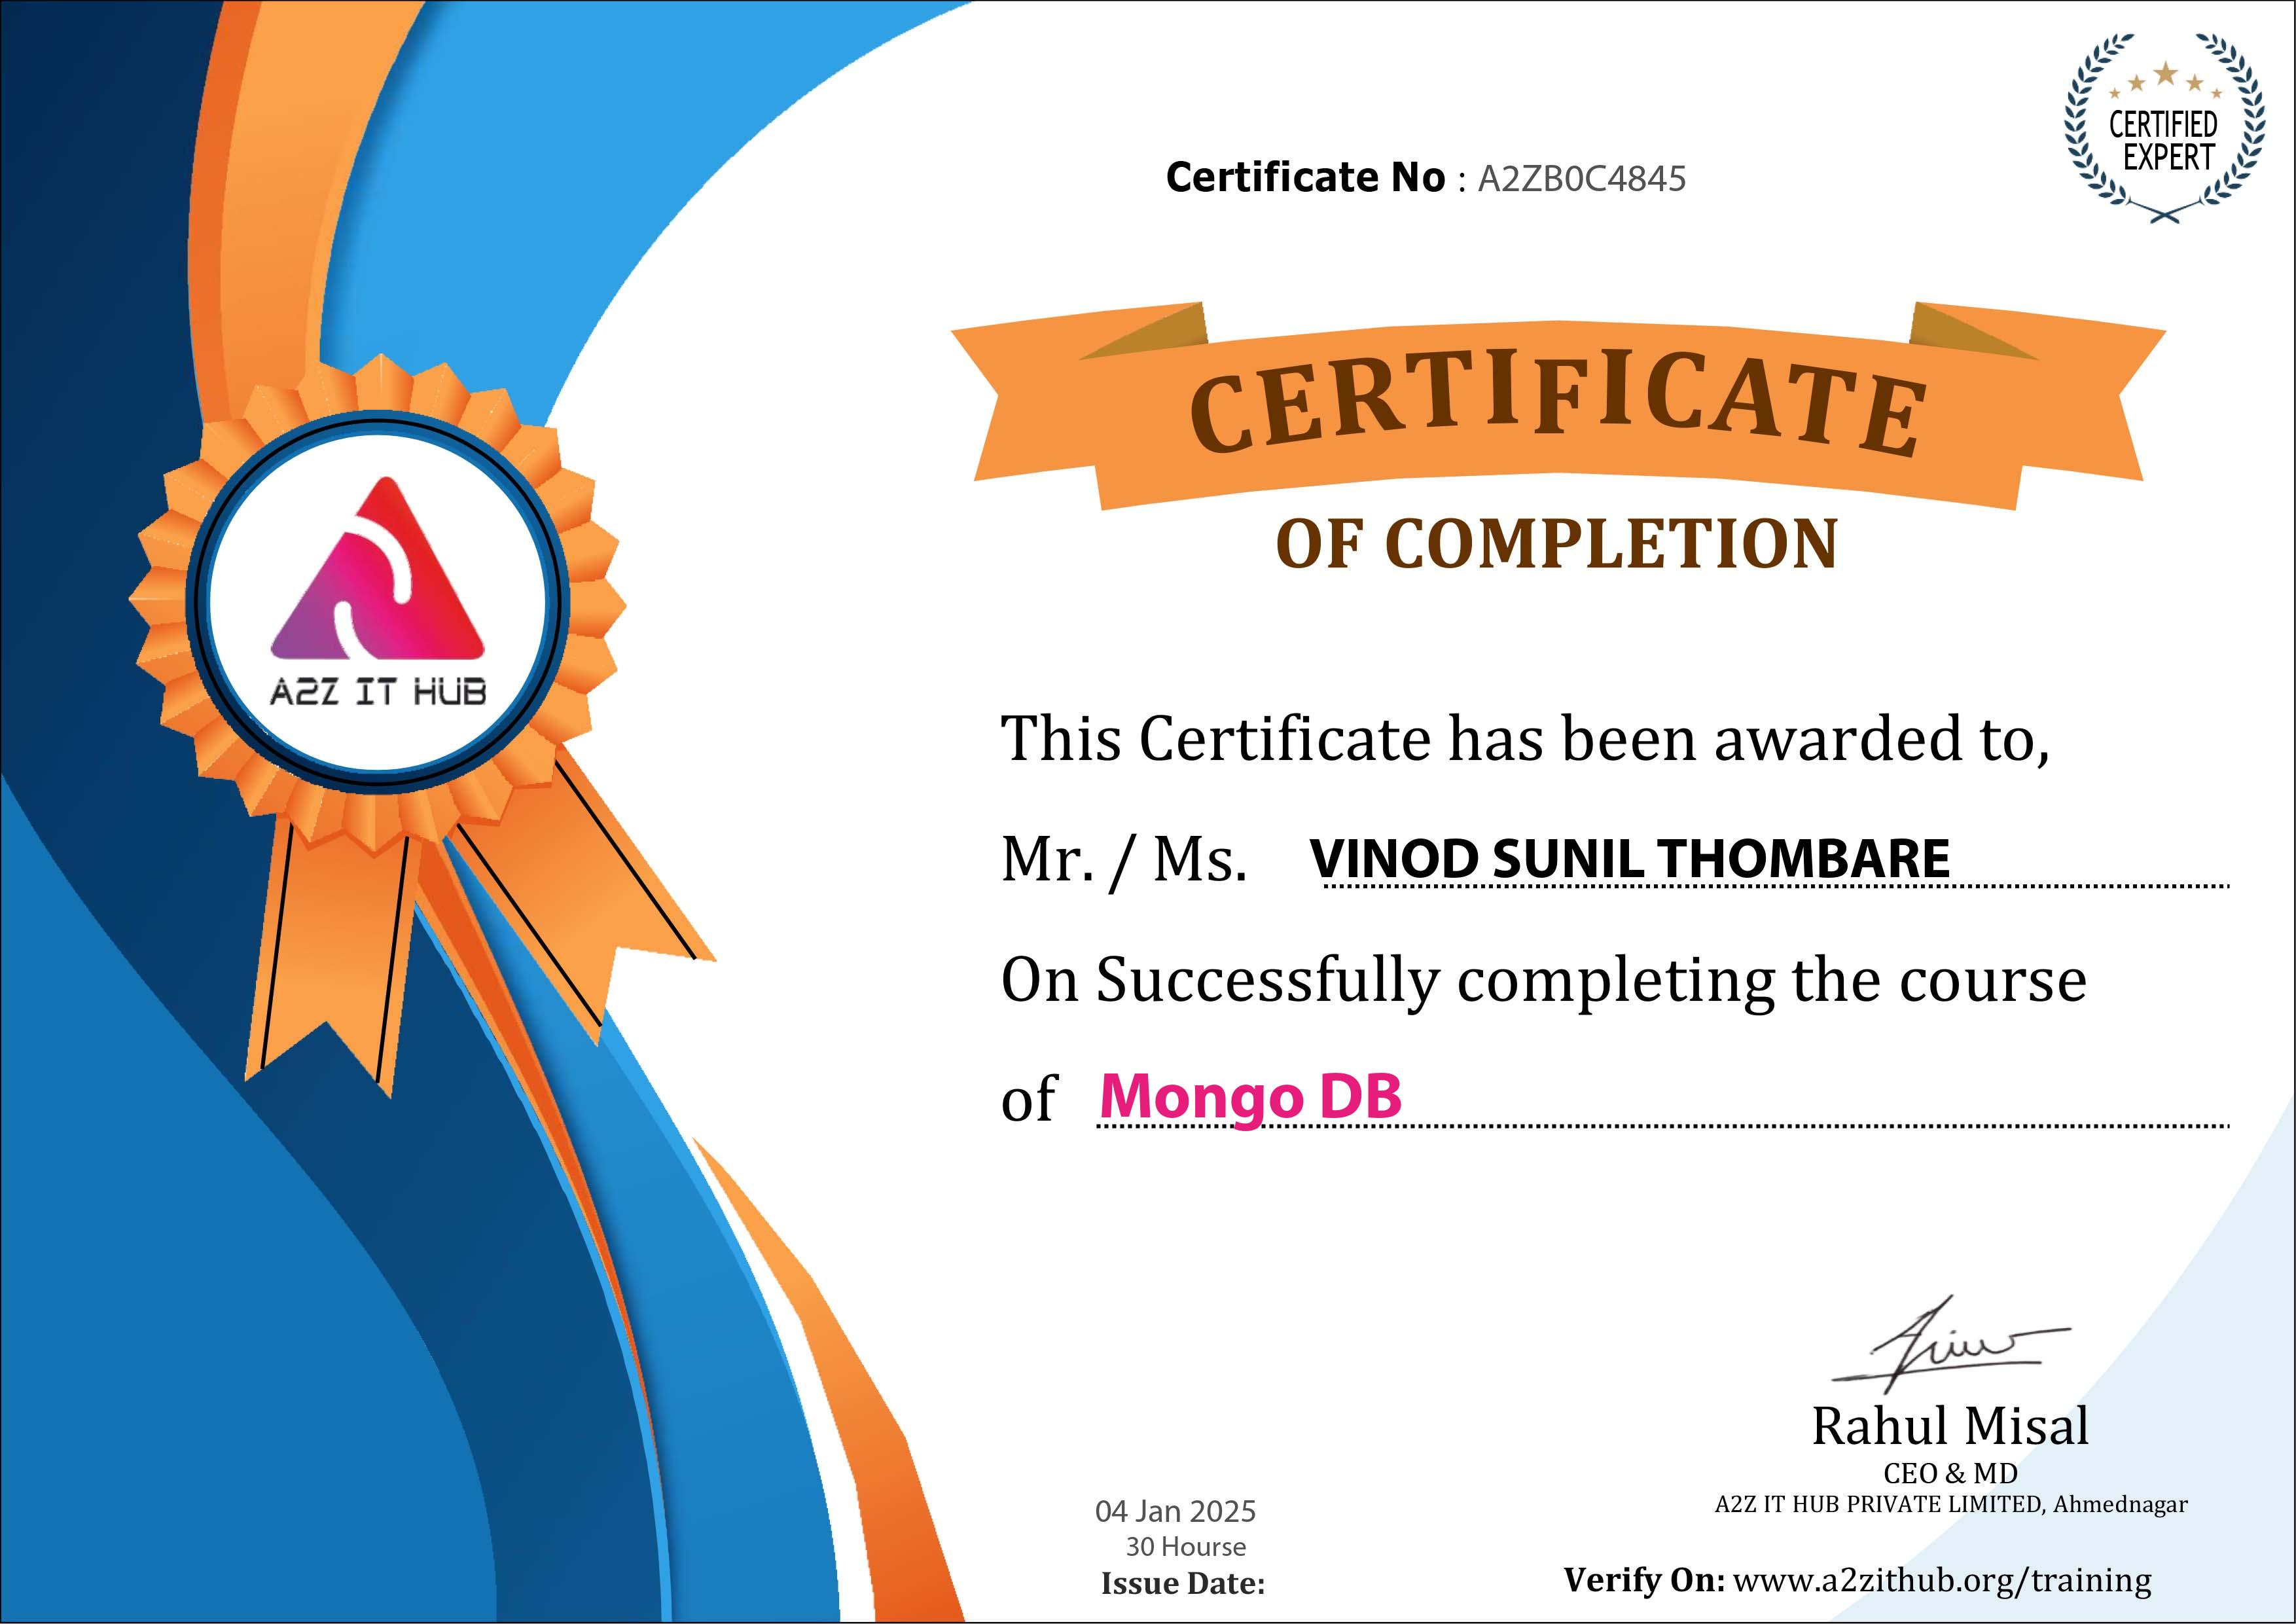 CERTIFIED
EXPERT
Certificate No : A2ZB0C4845
CERTIFICATE
OF COMPLETION
A2Z IT HUB
This Certificate has been awarded to,
Mr. / Ms. VINOD SUNIL THOMBARE
On Successfully completing the course
of Mongo DB
Rahul Misal
CEO & MD
A2Z IT HUB PRIVATE LIMITED, Ahmednagar
04 Jan 2025
30 Hourse
Issue Date:
Verify On: www.a2zithub.org/training